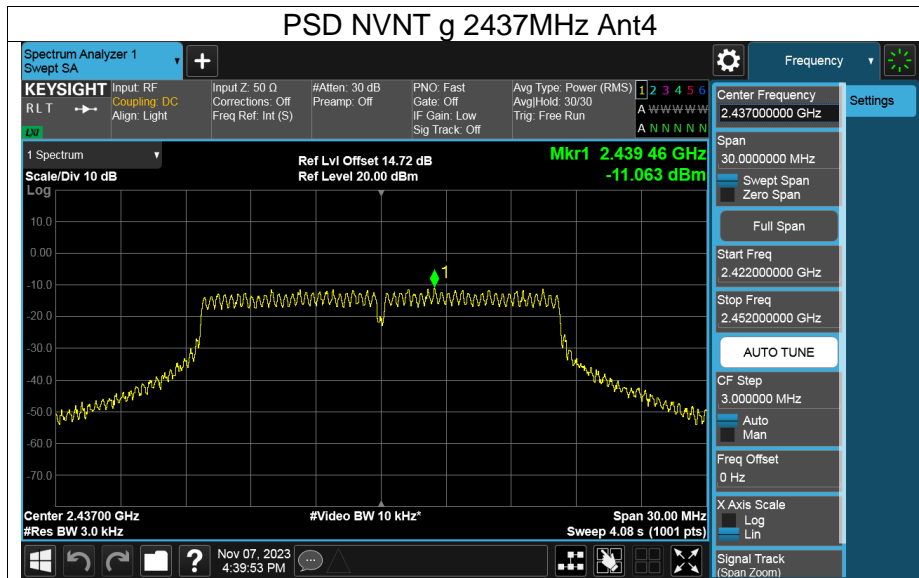 PSD NVNT g 2437MHz Ant4
Spectrum Analyzer 1
Swept SA
+
Frequency
KEYSIGHT
RLT
LXI
Input: RF
Coupling: DC
Align: Light
Input Z: 50 Ω
Corrections: Off
Freq Ref: Int (S)
#Atten: 30 dB
Preamp: Off
PNO: Fast
Gate: Off
IF Gain: Low
Sig Track: Off
Avg Type: Power (RMS)
Avg|Hold: 30/30
Trig: Free Run
1 2 3 4 5 6
A W W W W W
A N N N N N
1 Spectrum
Scale/Div 10 dB
Log
Ref Lvl Offset 14.72 dB
Ref Level 20.00 dBm
Mkr1 2.439 46 GHz
-11.063 dBm
10.0
0.00
-10.0
-20.0
-30.0
-40.0
-50.0
-60.0
-70.0
1
Center 2.43700 GHz
#Res BW 3.0 kHz
#Video BW 10 kHz*
Span 30.00 MHz
Sweep 4.08 s (1001 pts)
Center Frequency
2.437000000 GHz
Settings
Span
30.0000000 MHz
Swept Span
Zero Span
Full Span
Start Freq
2.422000000 GHz
Stop Freq
2.452000000 GHz
AUTO TUNE
CF Step
3.000000 MHz
Auto
Man
Freq Offset
0 Hz
X Axis Scale
Log
Lin
Signal Track
(Span Zoom)
?
Nov 07, 2023
4:39:53 PM